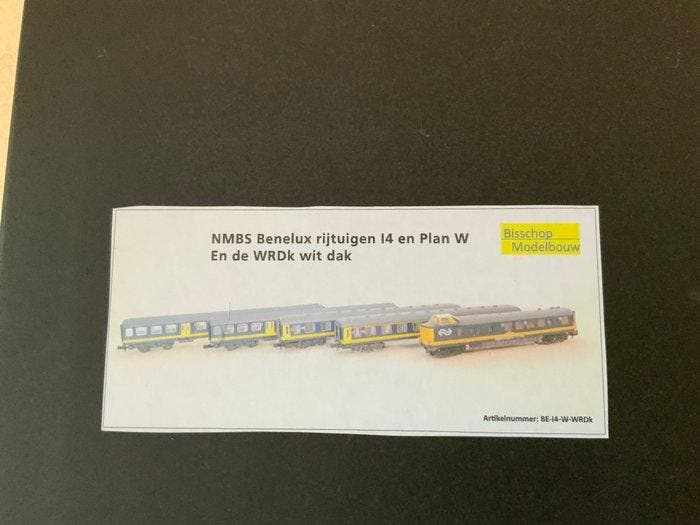 NMBS Benelux rijtuigen I4 en Plan W
En de WRDk wit dak
Bisschop
Modelbouw
Artikelnummer: BE-I4-W-WRDk